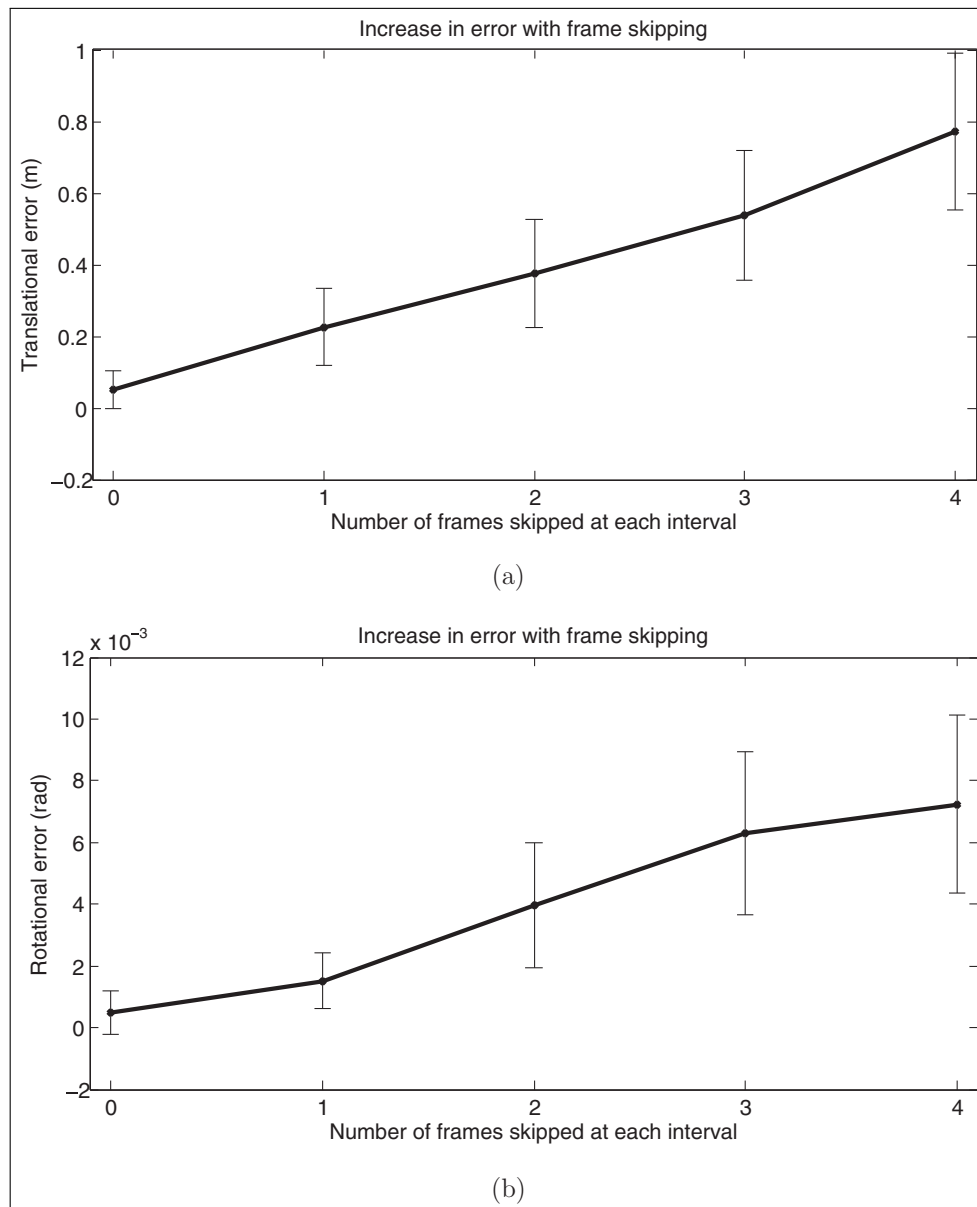 Increase in error with frame skipping
1
0.8
0.6
0.4
0.2
0
−0.2
Translational error (m)
0 1 2 3 4
Number of frames skipped at each interval
(a)
Increase in error with frame skipping
x 10−3
12
10
8
6
4
2
0
−2
Rotational error (rad)
0 1 2 3 4
Number of frames skipped at each interval
(b)